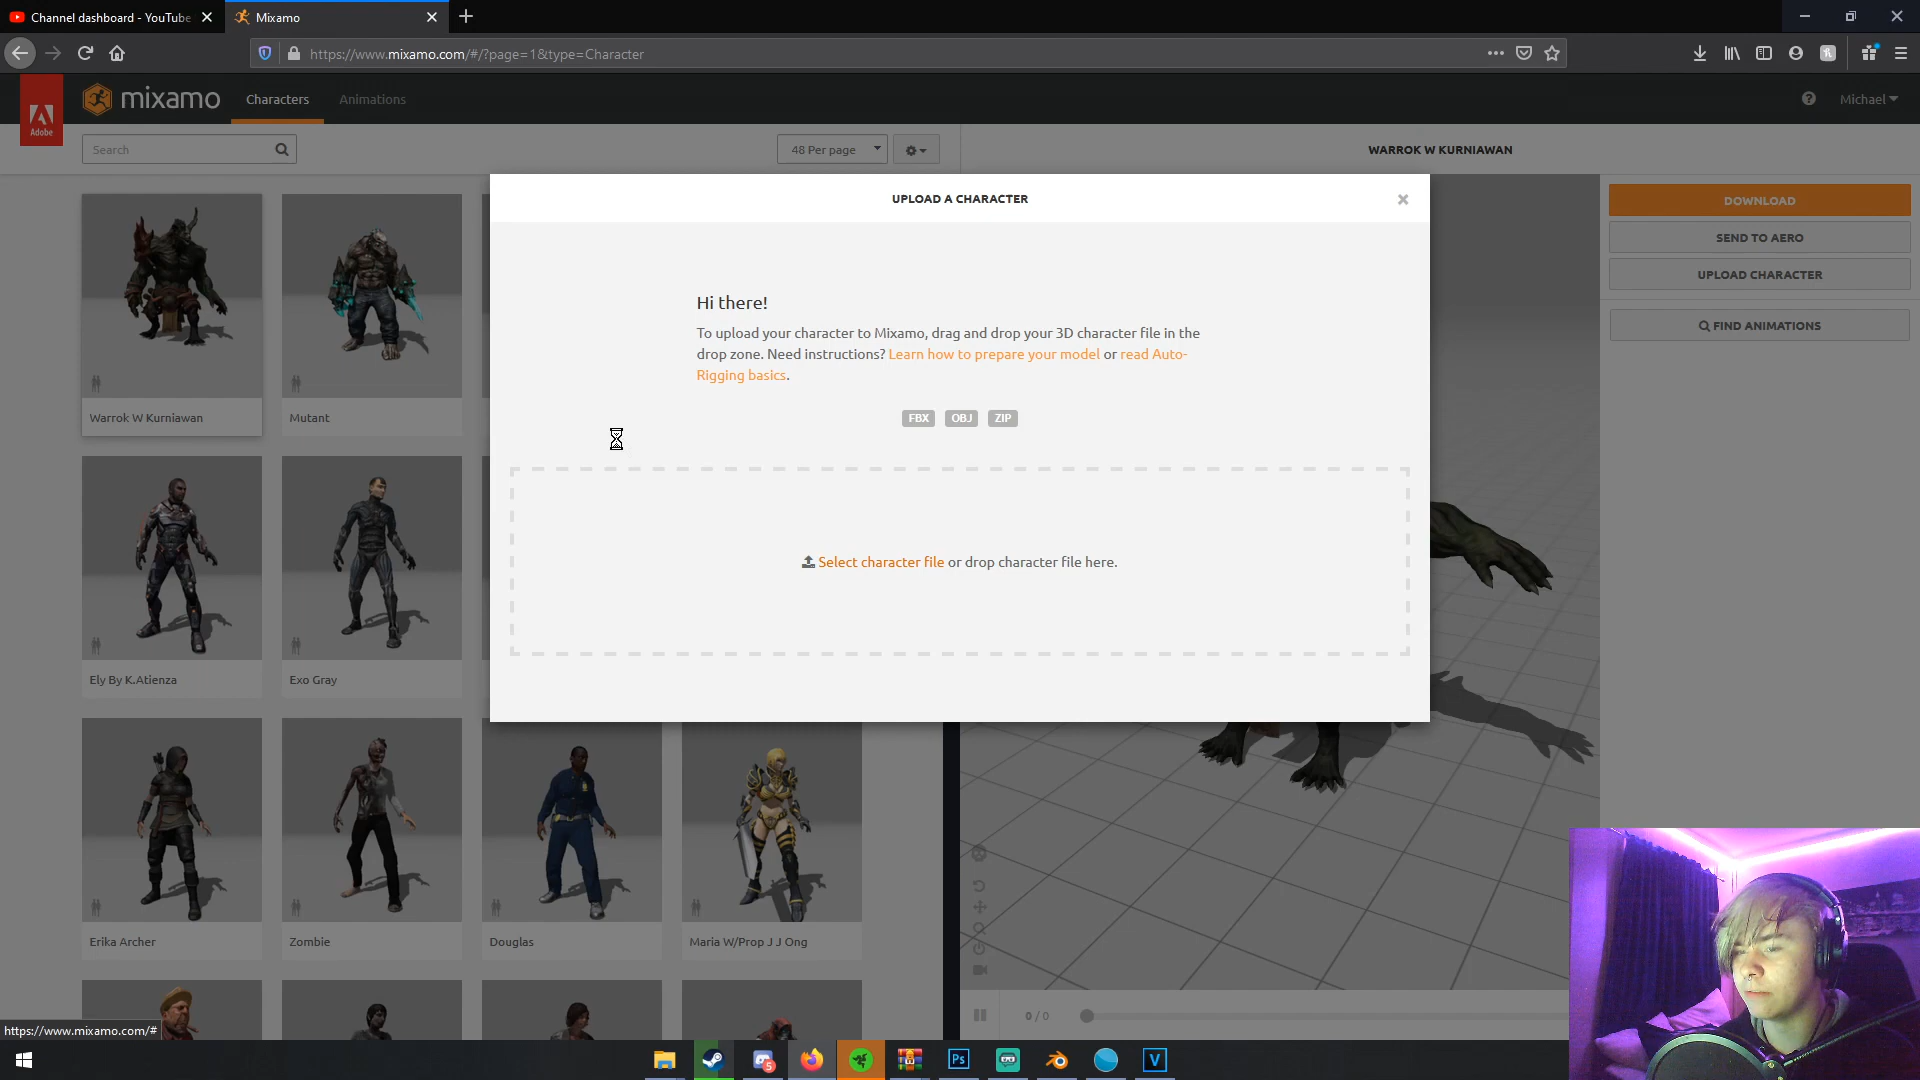 Channel dashboard - YouTube
Mixamo
https://www.mixamo.com/#/?page=1&type=Character
Adobe
mixamo
Characters
Animations
Michael
Search
48 Per page
WARROK W KURNIAWAN
UPLOAD A CHARACTER
Hi there!
To upload your character to Mixamo, drag and drop your 3D character file in the
drop zone. Need instructions? Learn how to prepare your model or read Auto-
Rigging basics.
FBX OBJ ZIP
Select character file or drop character file here.
DOWNLOAD
SEND TO AERO
UPLOAD CHARACTER
FIND ANIMATIONS
Warrok W Kurniawan
Mutant
Ely By K.Atienza
Exo Gray
Erika Archer
Zombie
Douglas
Maria W/Prop J J Ong
0 / 0
https://www.mixamo.com/#
5
Ps
V